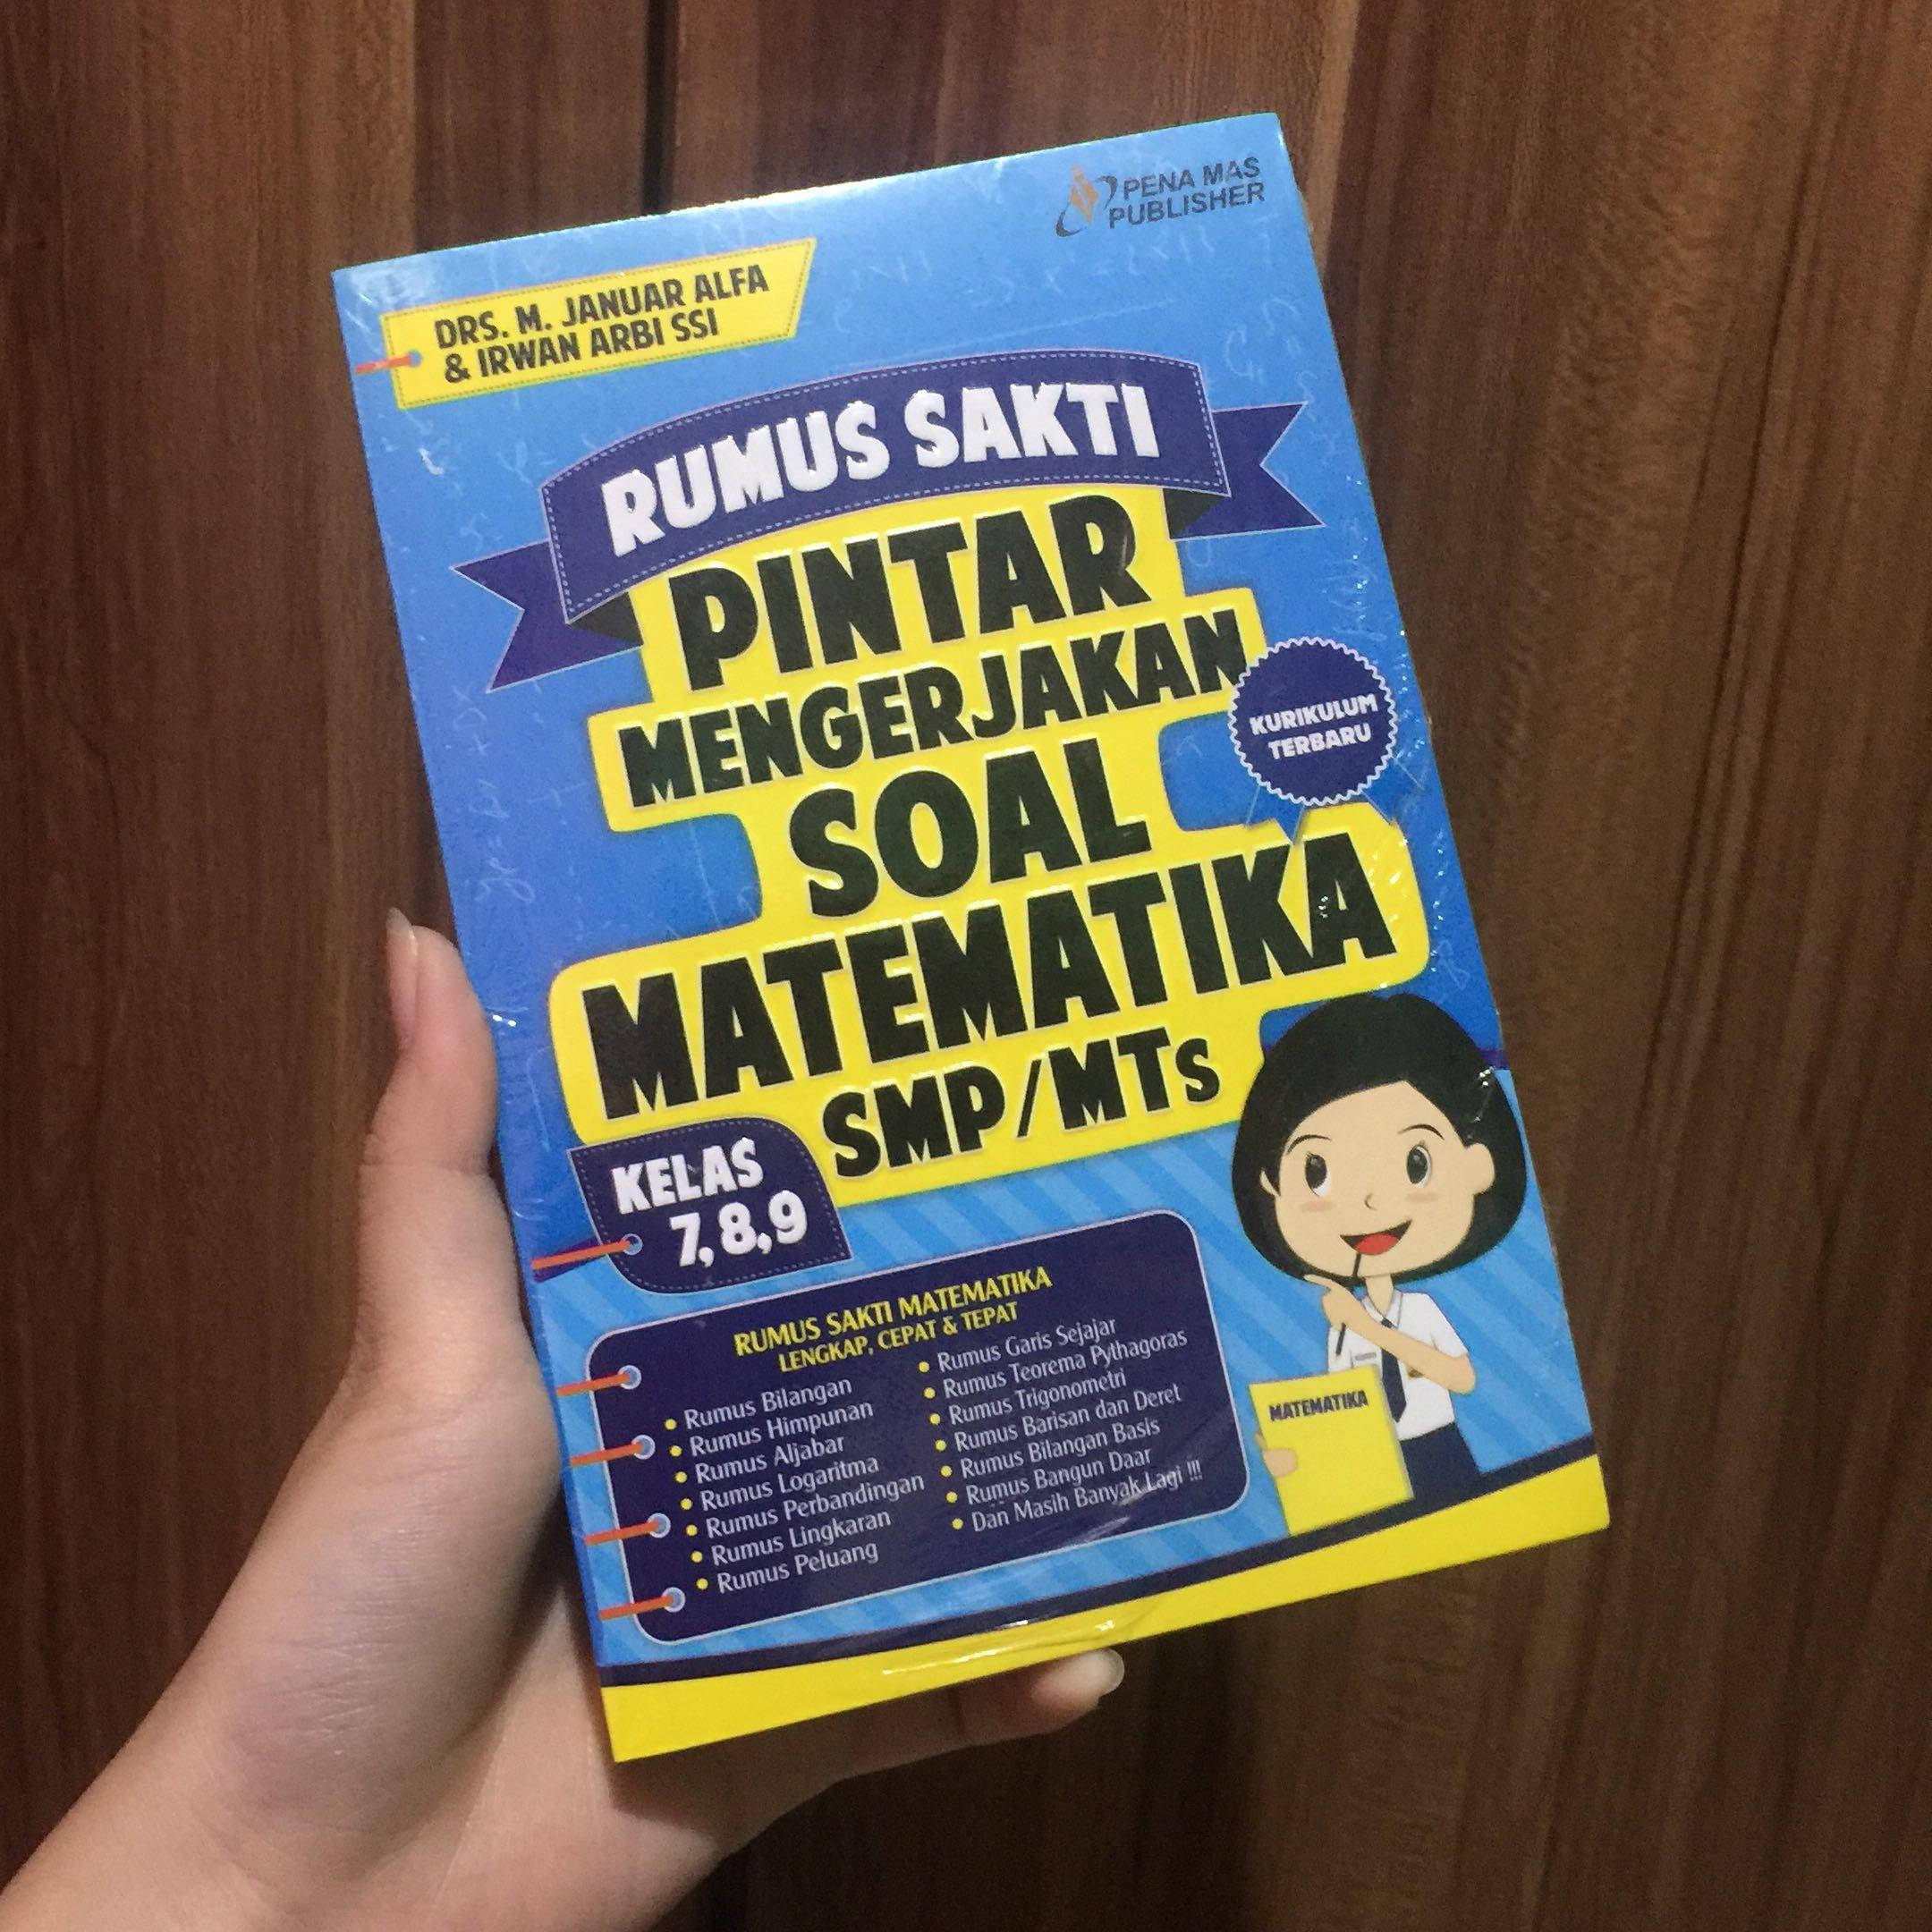 PENA MAS
PUBLISHER
DRS. M. JANUAR ALFA
& IRWAN ARBI SSI
RUMUS SAKTI
PINTAR
MENGERJAKAN
SOAL
MATEMATIKA
SMP/MTs
KURIKULUM
TERBARU
KELAS
7,8,9
RUMUS SAKTI MATEMATIKA
LENGKAP, CEPAT & TEPAT
• Rumus Bilangan
• Rumus Himpunan
• Rumus Aljabar
• Rumus Logaritma
• Rumus Perbandingan
• Rumus Lingkaran
• Rumus Peluang
• Rumus Garis Sejajar
• Rumus Teorema Pythagoras
• Rumus Trigonometri
• Rumus Barisan dan Deret
• Rumus Bilangan Basis
• Rumus Bangun Daar
• Dan Masih Banyak Lagi !!!
MATEMATIKA